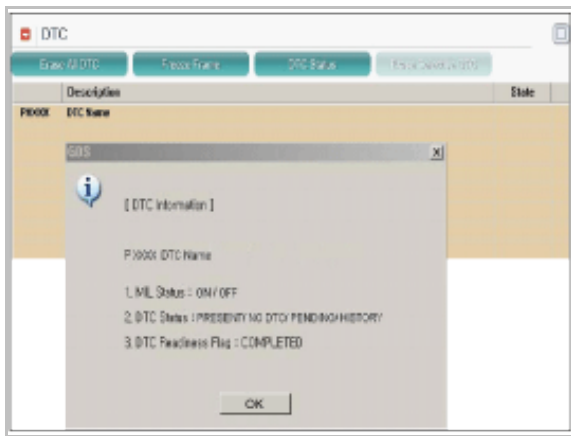 DTC
Erase All DTC Freeze Frame DTC Status
Description State
PXXXX DTC Name
GDS
[ DTC Information ]
PXXXX DTC Name
1. MIL Status : ON / OFF
2. DTC Status : PRESENT/ NO DTC/ PENDING/ HISTORY
3. DTC Readiness Flag : COMPLETED
OK